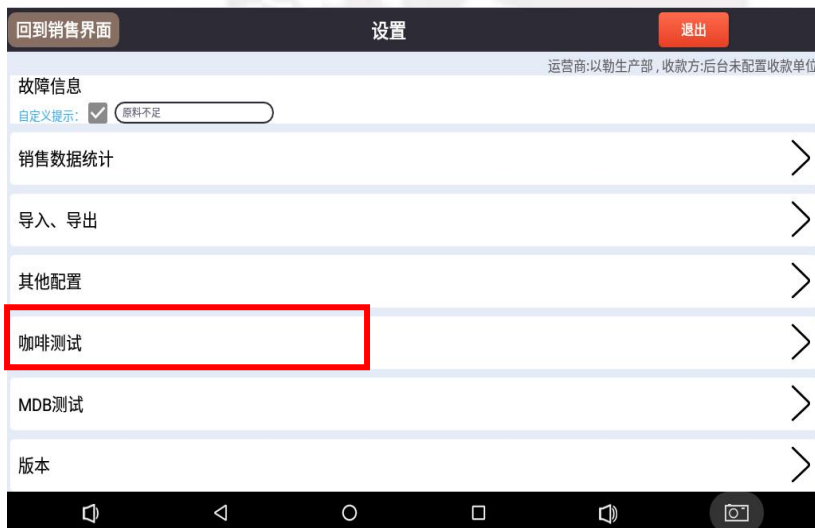 回到销售界面 设置 退出
运营商:以勒生产部 , 收款方:后台未配置收款单位
故障信息
自定义提示: 原料不足
销售数据统计
导入、导出
其他配置
咖啡测试
MDB测试
版本